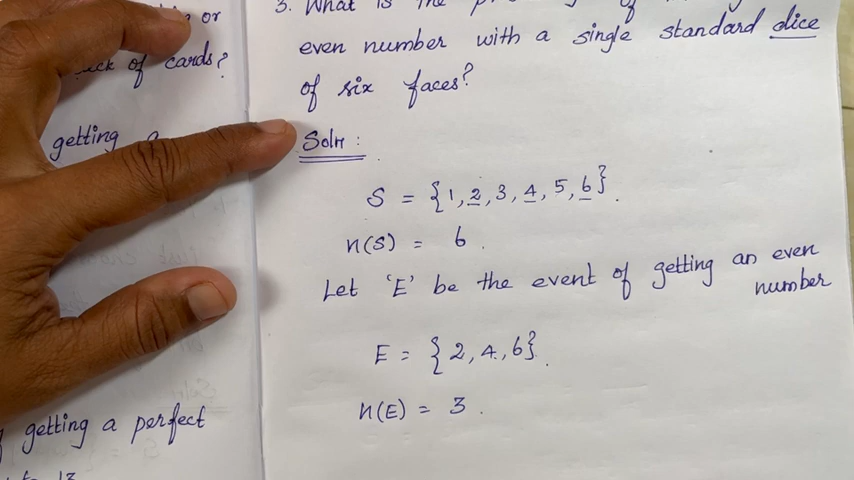 or
of cards?
getting a
getting a perfect
3. What is the
even number with a single standard dice
of six faces?
Soln :
S = {1, 2, 3, 4, 5, 6}.
n(S) = 6.
Let 'E' be the event of getting an even
number
E = {2, 4, 6}.
n(E) = 3.